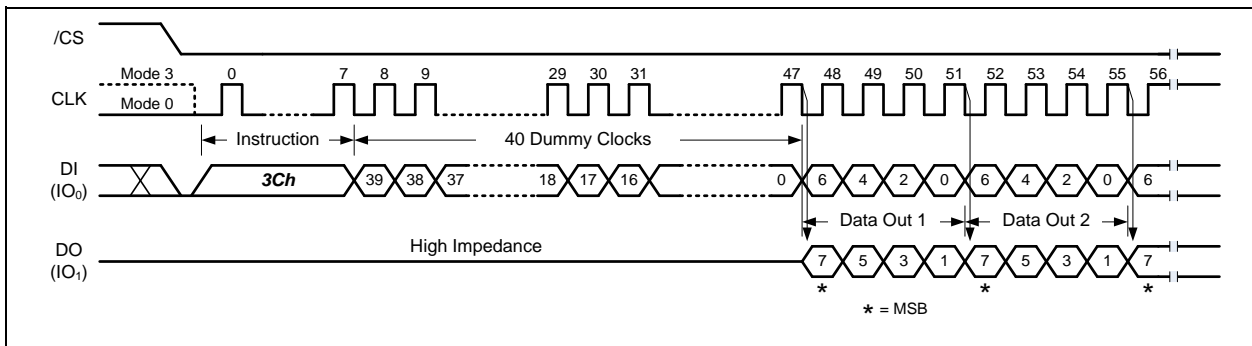 /CS
Mode 3 0 7 8 9 29 30 31 47 48 49 50 51 52 53 54 55 56
CLK Mode 0
Instruction 40 Dummy Clocks
DI
(IO₀)
3Ch 39 38 37 18 17 16 0 6 4 2 0 6 4 2 0 6
Data Out 1 Data Out 2
DO
(IO₁)
High Impedance
7 5 3 1 7 5 3 1 7
* * *
* = MSB